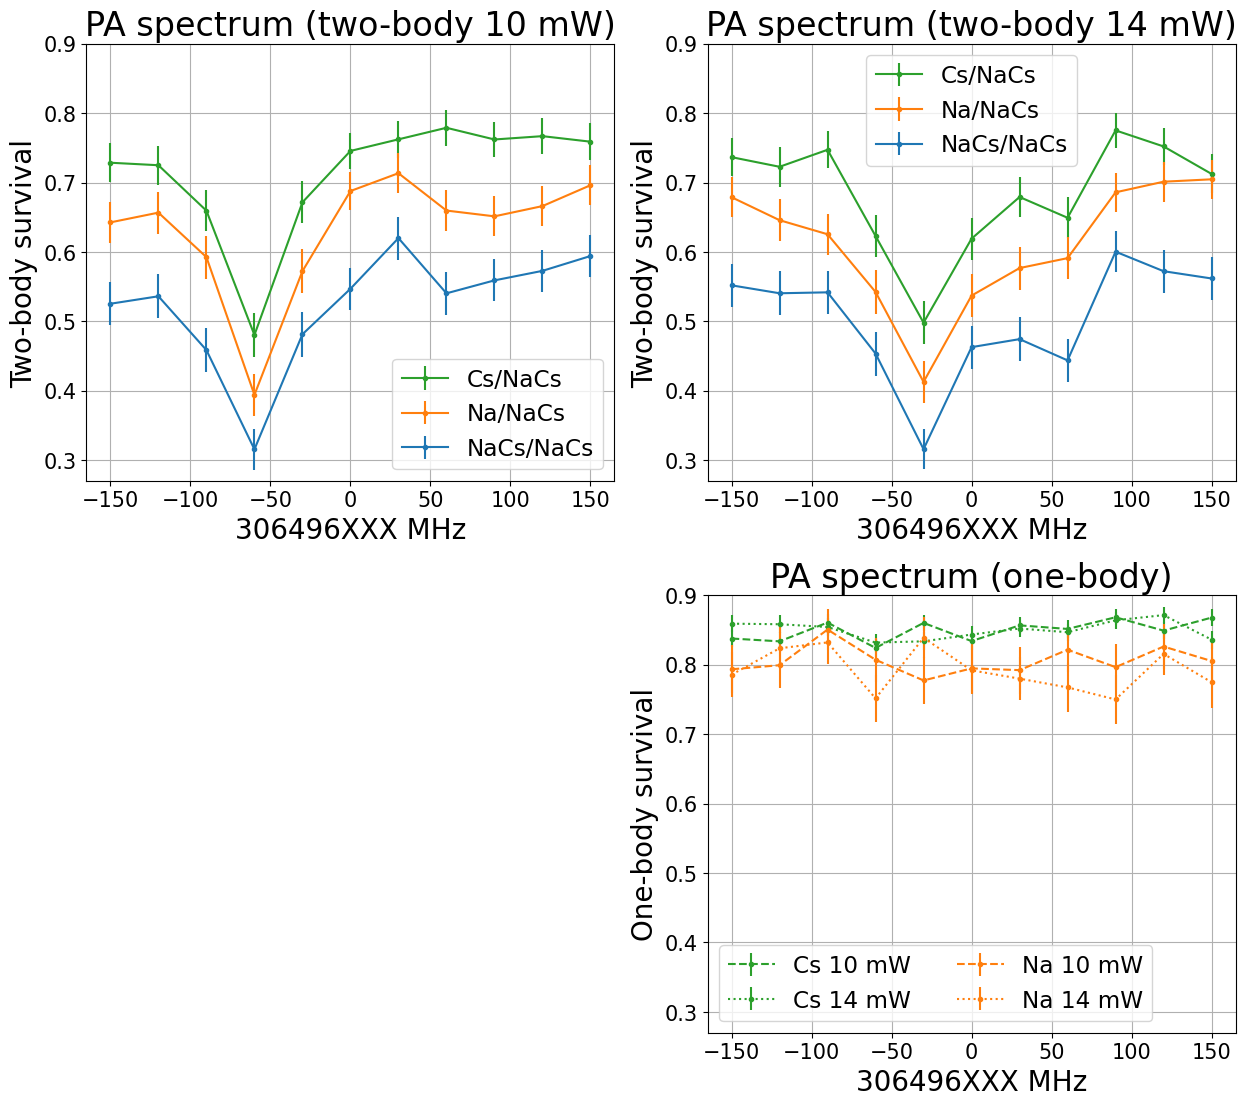 PA spectrum (two-body 10 mW)
Two-body survival
0.9
0.8
0.7
0.6
0.5
0.4
0.3
Cs/NaCs
Na/NaCs
NaCs/NaCs
−150 −100 −50 0 50 100 150
306496XXX MHz
PA spectrum (two-body 14 mW)
Two-body survival
0.9
0.8
0.7
0.6
0.5
0.4
0.3
Cs/NaCs
Na/NaCs
NaCs/NaCs
−150 −100 −50 0 50 100 150
306496XXX MHz
PA spectrum (one-body)
One-body survival
0.9
0.8
0.7
0.6
0.5
0.4
0.3
Cs 10 mW Na 10 mW
Cs 14 mW Na 14 mW
−150 −100 −50 0 50 100 150
306496XXX MHz